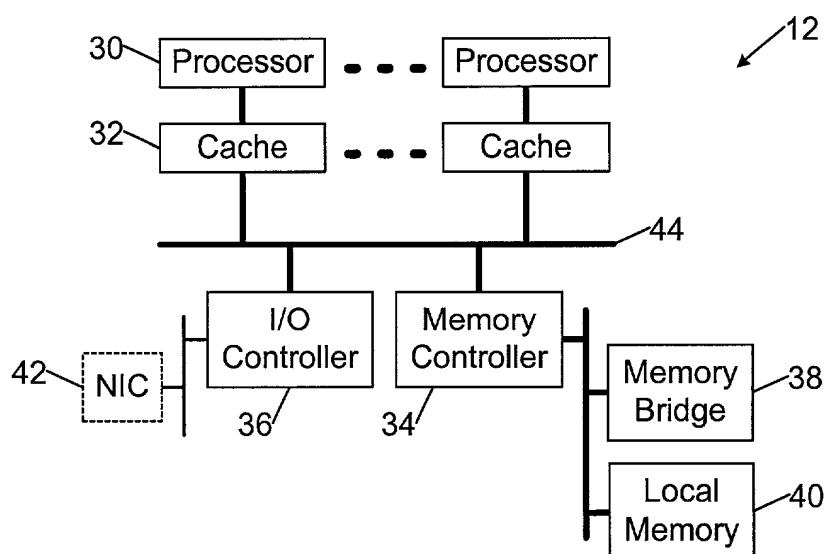 12
30
Processor
Processor
32
Cache
Cache
44
I/O
Controller
Memory
Controller
42
NIC
36
34
Memory
Bridge
38
Local
Memory
40